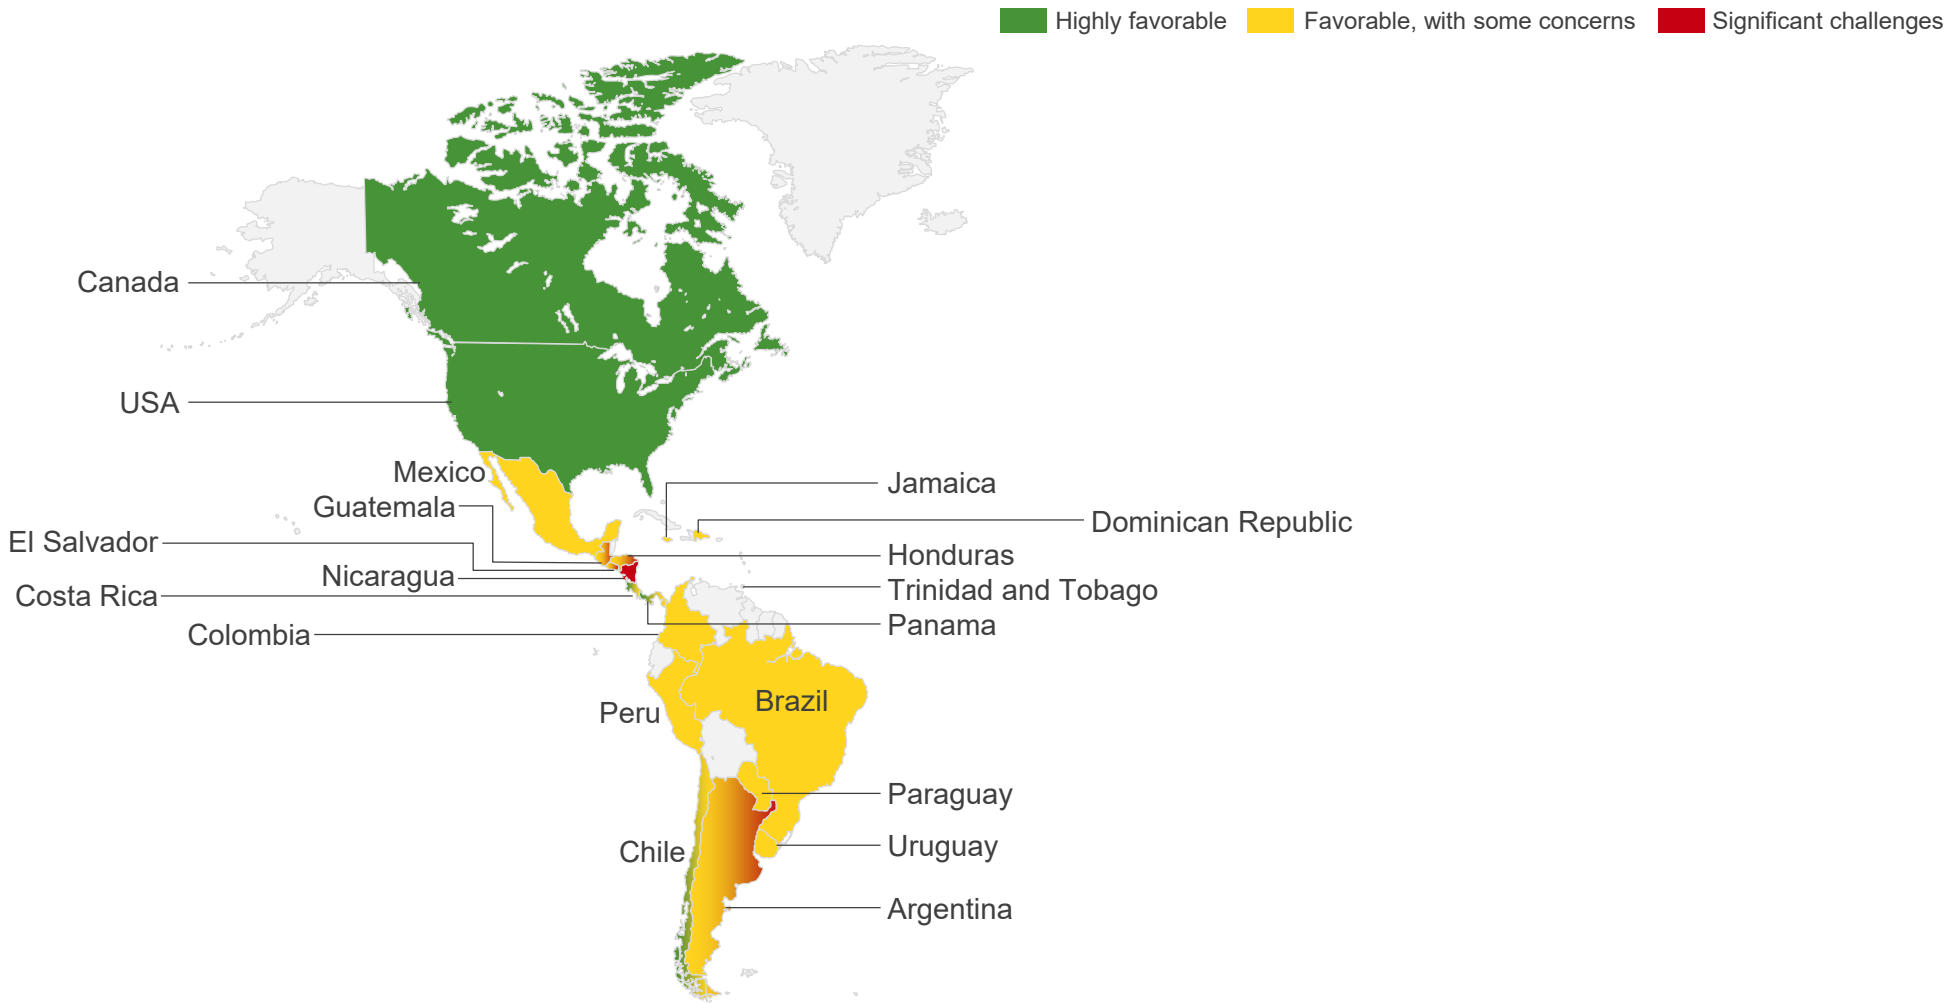 Highly favorable
Favorable, with some concerns
Significant challenges
Canada
USA
Mexico
Guatemala
El Salvador
Nicaragua
Costa Rica
Colombia
Jamaica
Dominican Republic
Honduras
Trinidad and Tobago
Panama
Brazil
Peru
Paraguay
Chile
Uruguay
Argentina